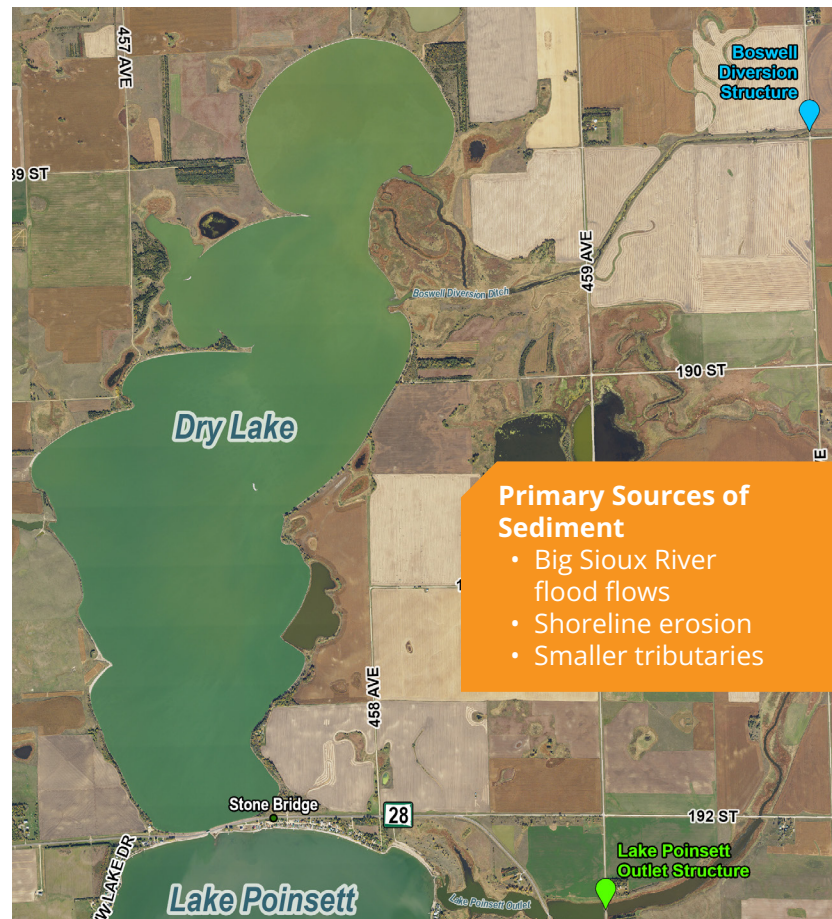 457 AVE
Boswell
Diversion
Structure
39 ST
459 AVE
Boswell Diversion Ditch
190 ST
Dry Lake
Primary Sources of
Sediment
• Big Sioux River
flood flows
• Shoreline erosion
• Smaller tributaries
458 AVE
Stone Bridge
28
192 ST
Lake Poinsett
Outlet Structure
W LAKE DR
Lake Poinsett
Lake Poinsett Outlet